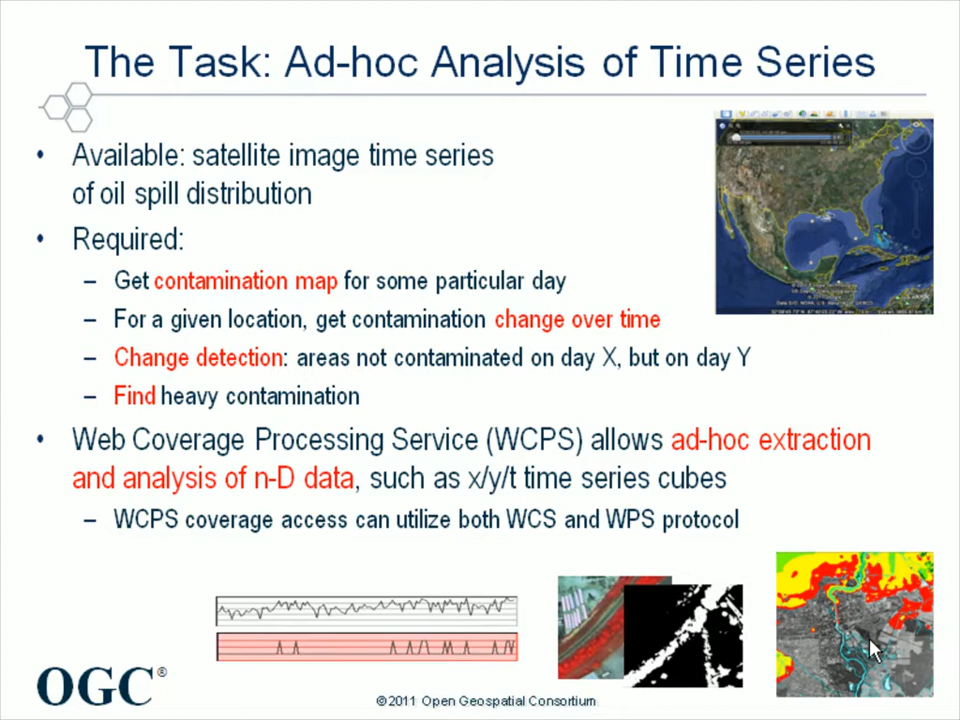 The Task: Ad-hoc Analysis of Time Series
• Available: satellite image time series
of oil spill distribution
• Required:
– Get contamination map for some particular day
– For a given location, get contamination change over time
– Change detection: areas not contaminated on day X, but on day Y
– Find heavy contamination
• Web Coverage Processing Service (WCPS) allows ad-hoc extraction
and analysis of n-D data, such as x/y/t time series cubes
– WCPS coverage access can utilize both WCS and WPS protocol
OGC®
©2011 Open Geospatial Consortium